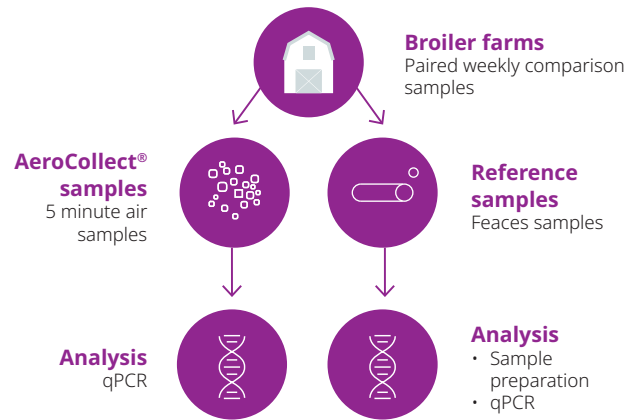 Broiler farms
Paired weekly comparison
samples
AeroCollect®
samples
5 minute air
samples
Reference
samples
Feaces samples
Analysis
qPCR
Analysis
• Sample
preparation
• qPCR